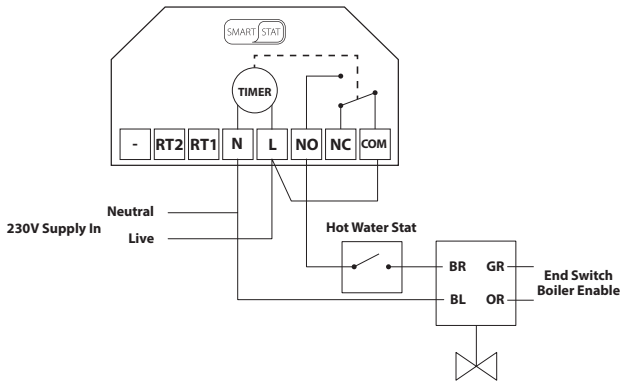 SMART STAT
TIMER
- RT2 RT1 N L NO NC COM
Neutral
230V Supply In
Live
Hot Water Stat
BR GR
BL OR
End Switch
Boiler Enable